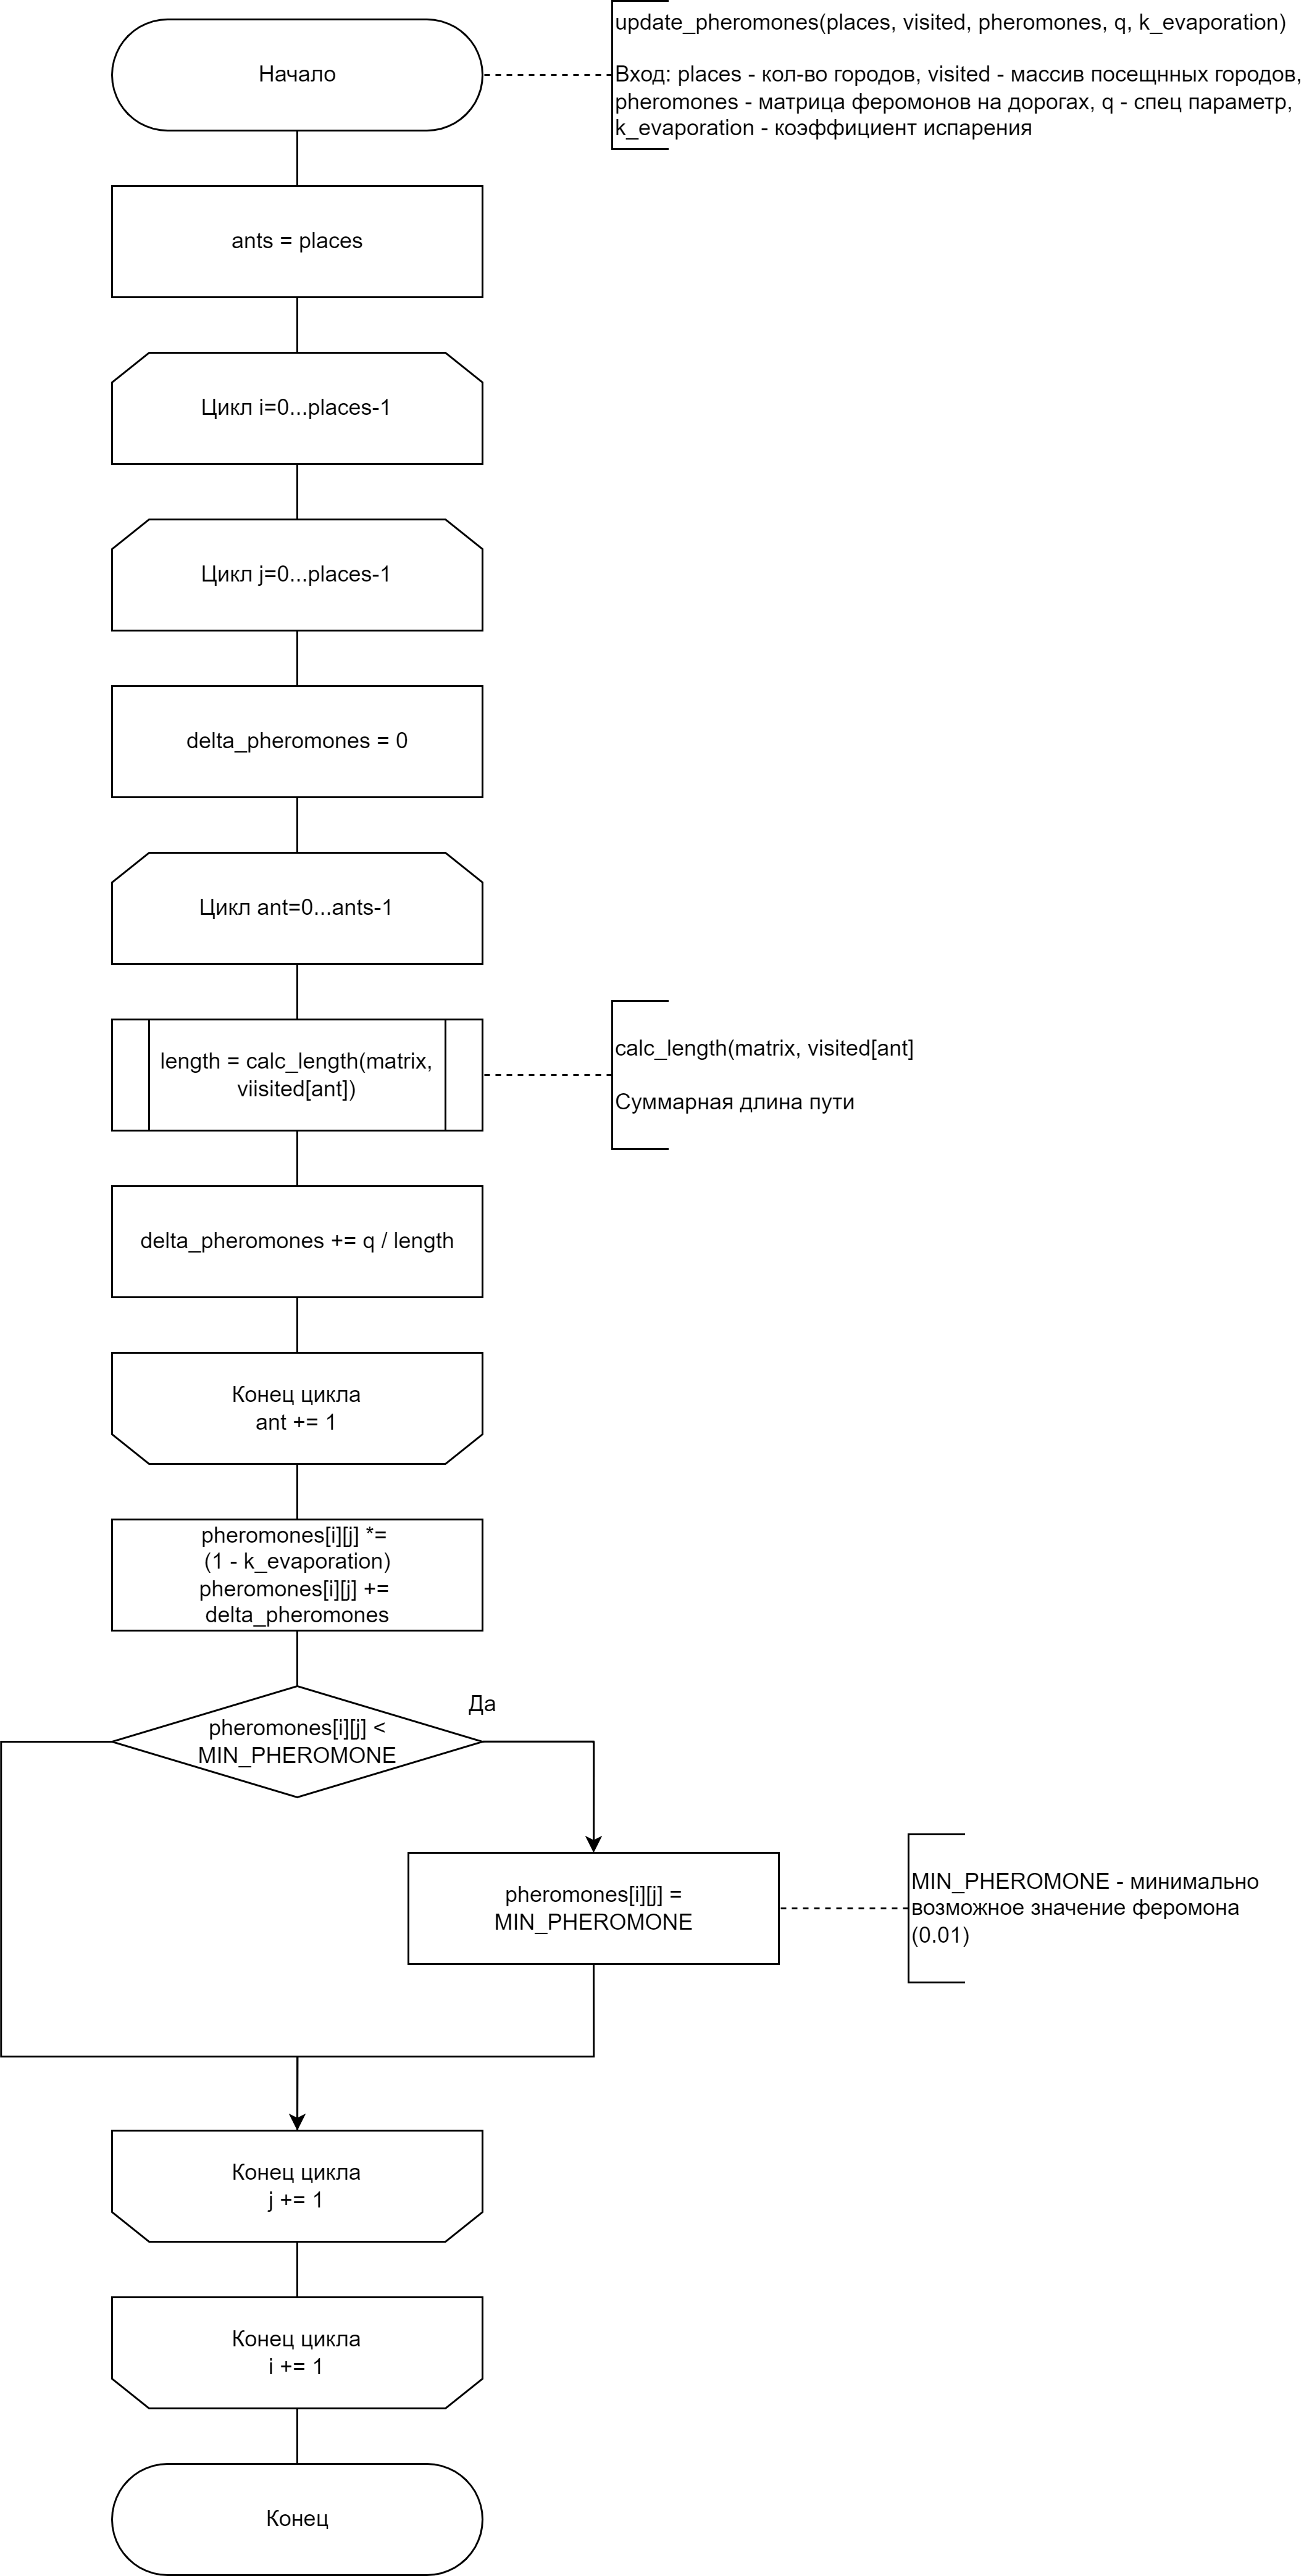 update_pheromones(places, visited, pheromones, q, k_evaporation)
Начало
Вход: places - кол-во городов, visited - массив посещнных городов,
pheromones - матрица феромонов на дорогах, q - спец параметр,
k_evaporation - коэффициент испарения
ants = places
Цикл i=0...places-1
Цикл j=0...places-1
delta_pheromones = 0
Цикл ant=0...ants-1
length = calc_length(matrix,
viisited[ant])
calc_length(matrix, visited[ant]
Суммарная длина пути
delta_pheromones += q / length
Конец цикла
ant += 1
pheromones[i][j] *=
(1 - k_evaporation)
pheromones[i][j] +=
delta_pheromones
Да
pheromones[i][j] <
MIN_PHEROMONE
pheromones[i][j] =
MIN_PHEROMONE
MIN_PHEROMONE - минимально
возможное значение феромона
(0.01)
Конец цикла
j += 1
Конец цикла
i += 1
Конец